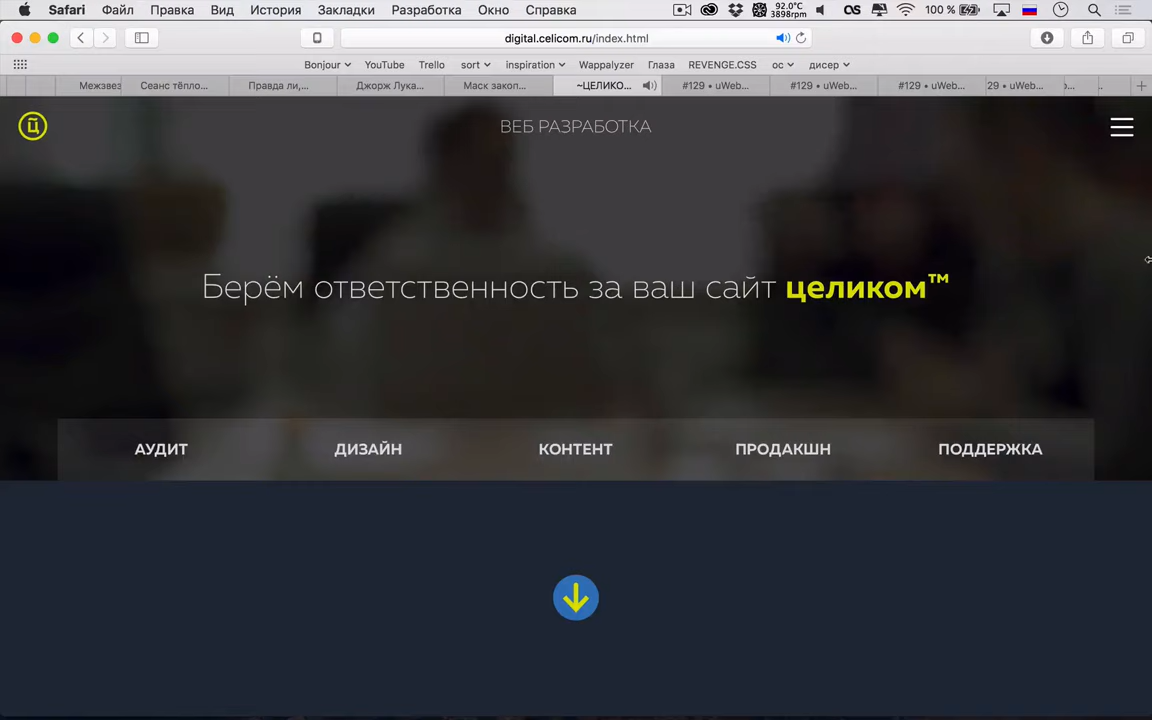 Safari Файл Правка Вид История Закладки Разработка Окно Справка 92.0°C 3898rpm 100 %
digital.celicom.ru/index.html
Bonjour YouTube Trello sort inspiration Wappalyzer Глаза REVENGE.CSS ос дисер
Межзвез Сеанс тёпло... Правда ли,... Джорж Лука... Маск закоп... ~ЦЕЛИКО... #129 • uWeb... #129 • uWeb... #129 • uWeb... 29 • uWeb...
ц ВЕБ РАЗРАБОТКА
Берём ответственность за ваш сайт целиком™
АУДИТ ДИЗАЙН КОНТЕНТ ПРОДАКШН ПОДДЕРЖКА